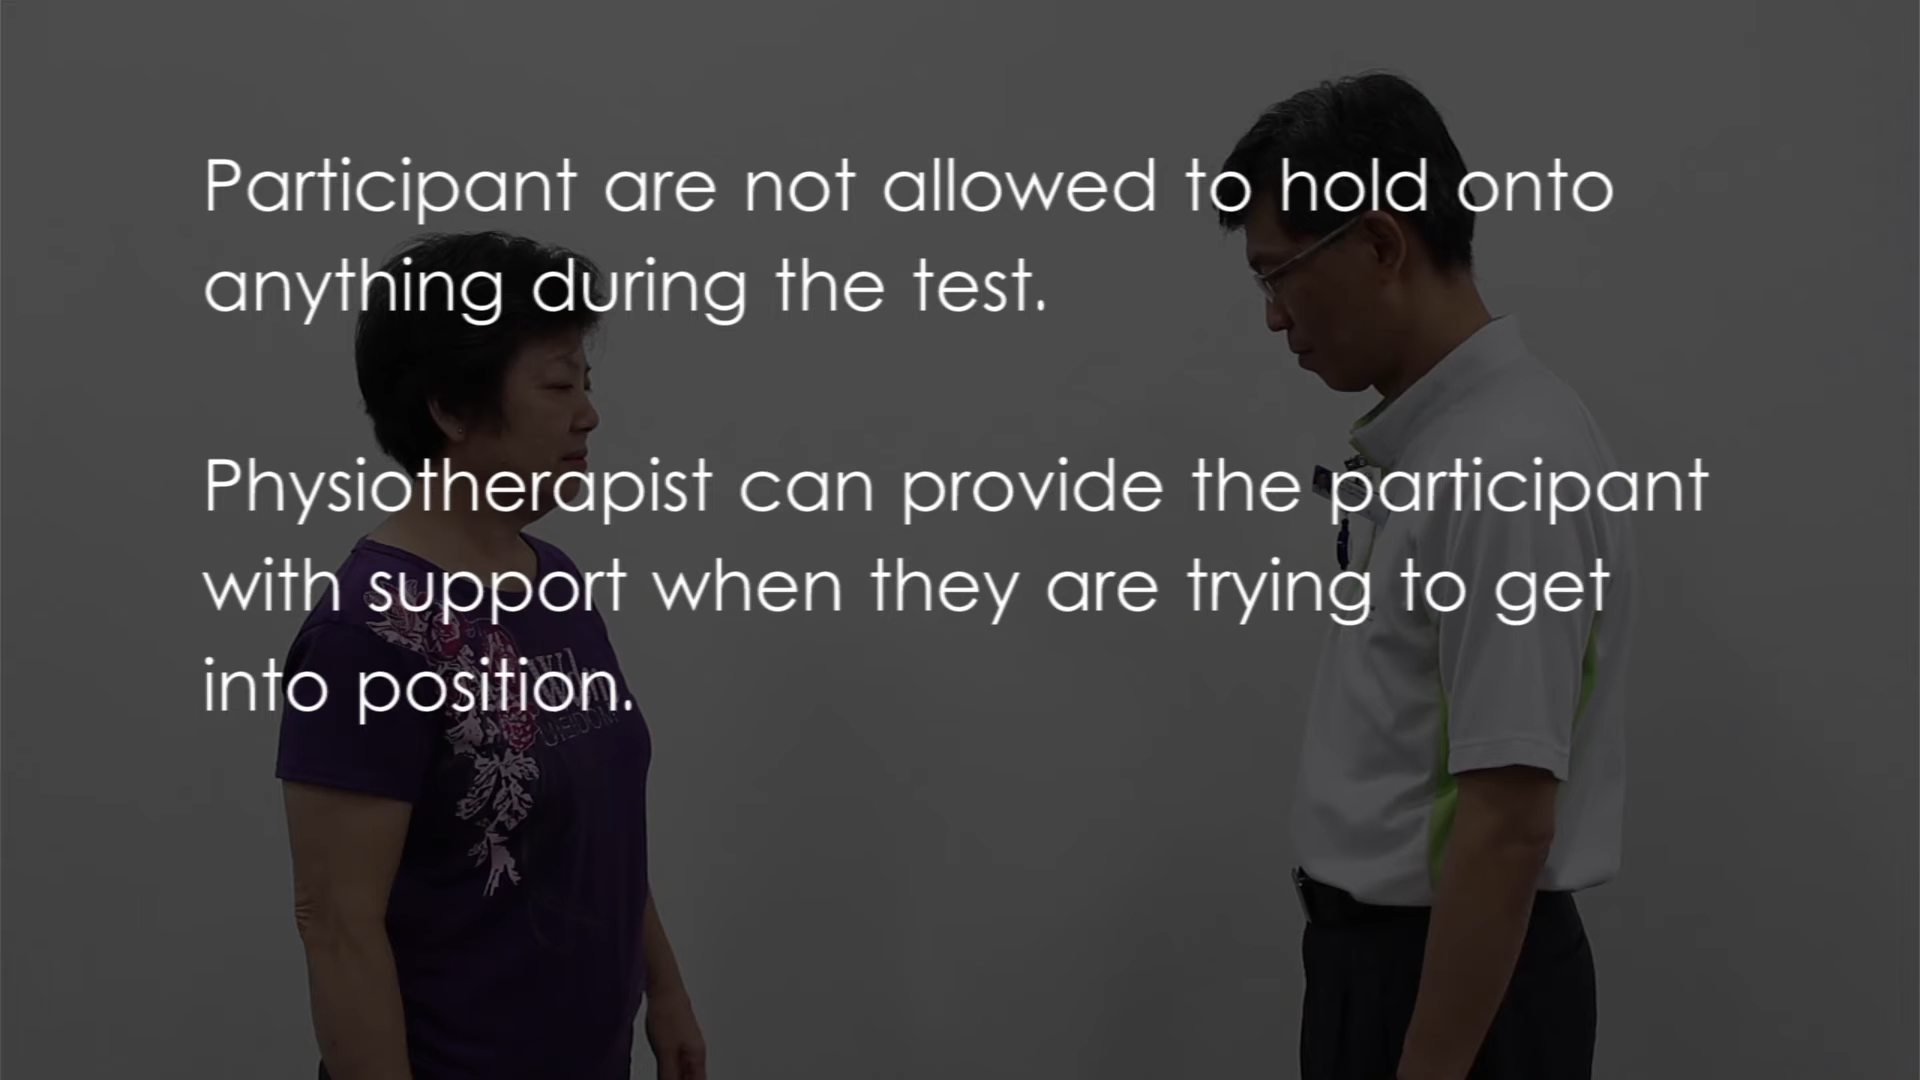 Participant are not allowed to hold onto
anything during the test.
Physiotherapist can provide the participant
with support when they are trying to get
into position.